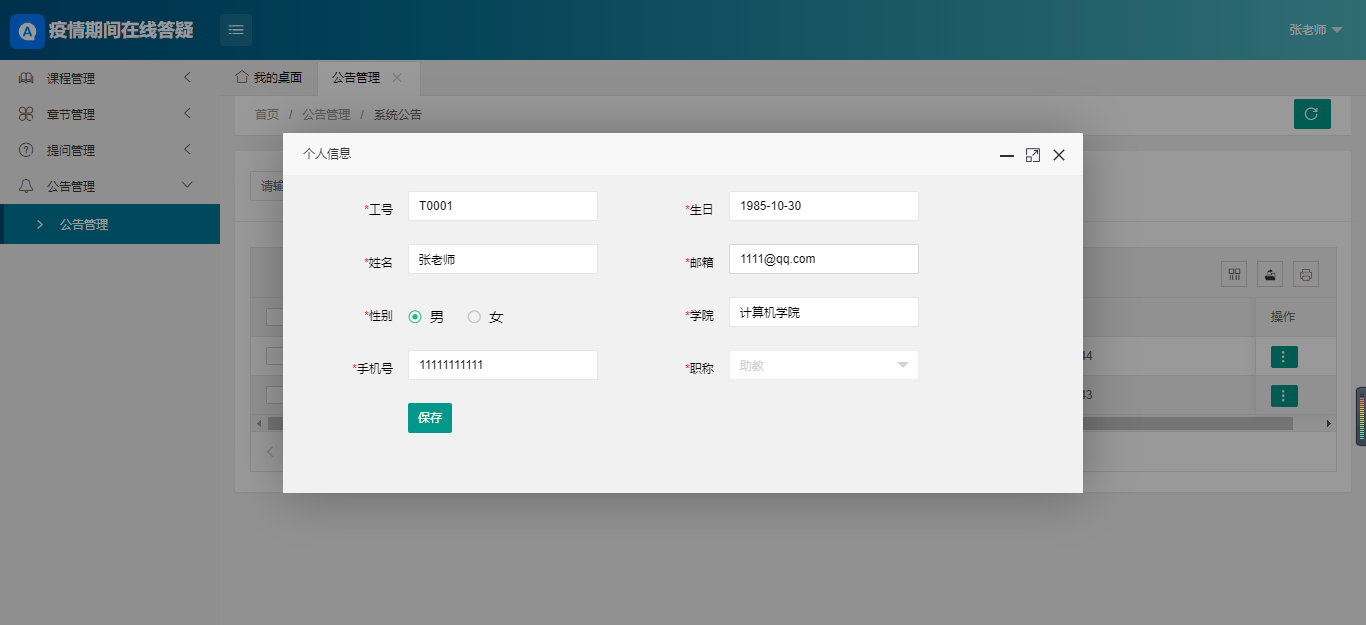 疫情期间在线答疑
张老师
课程管理
章节管理
提问管理
公告管理
公告管理
我的桌面 公告管理
首页 / 公告管理 / 系统公告
请输
操作
44
43
个人信息
*工号 T0001 *生日 1985-10-30
*姓名 张老师 *邮箱 1111@qq.com
*性别 男 女 *学院 计算机学院
*手机号 11111111111 *职称 助教
保存